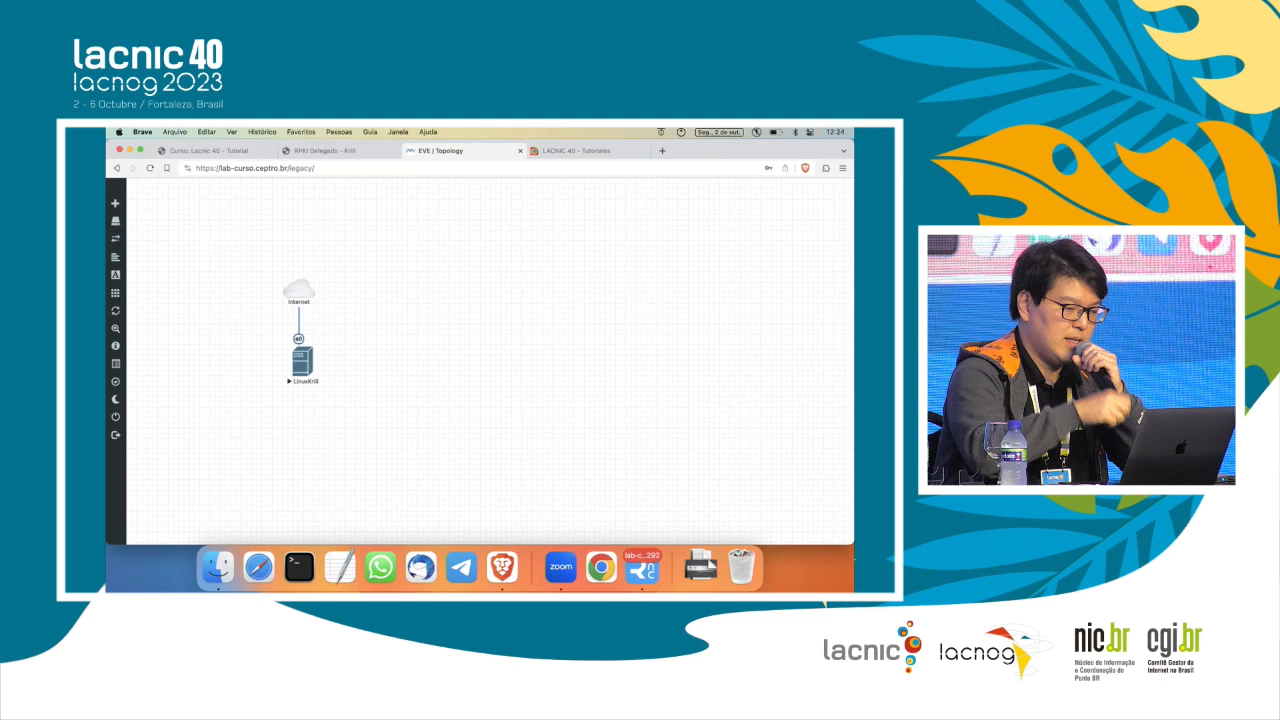 lacnic 40
lacnog 2023
2 - 6 Octubre / Fortaleza, Brasil
Brave Arquivo Editar Ver Histórico Favoritos Pessoas Guia Janela Ajuda
Seg., 2 de out. 12:24
Curso: Lacnic 40 - Tutorial
RPKI Delegado - Krill
EVE | Topology
LACNIC 40 - Tutoriales
https://lab-curso.ceptro.br/legacy/
Internet
e0
LinuxKrill
zoom
lab-c...292
lacnic
lacnog
nic.br
Núcleo de Informação
e Coordenação do
Ponto BR
cgi.br
Comitê Gestor da
Internet no Brasil